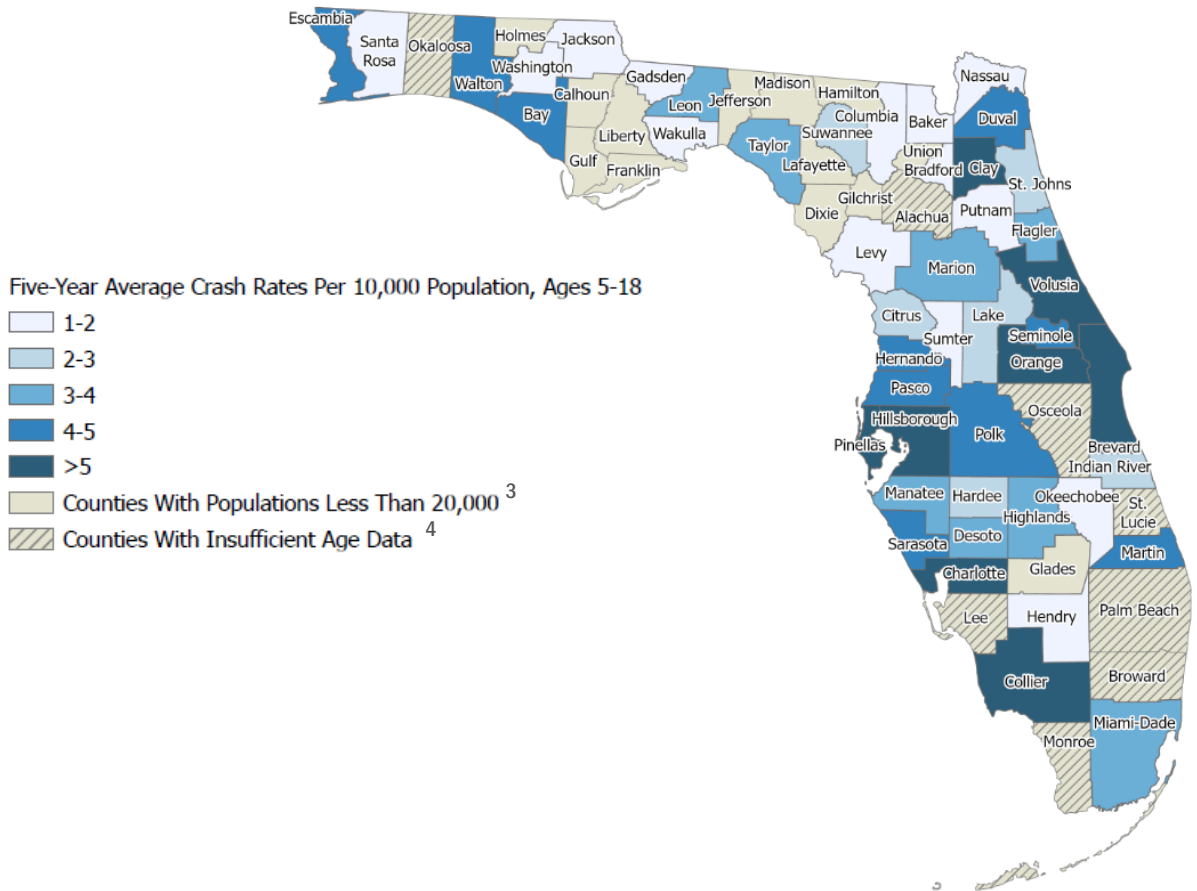 Escambia
Santa
Rosa
Okaloosa
Walton
Holmes
Washington
Jackson
Bay
Calhoun
Gulf
Liberty
Franklin
Gadsden
Leon
Wakulla
Jefferson
Madison
Taylor
Hamilton
Suwannee
Lafayette
Columbia
Dixie
Gilchrist
Baker
Union
Bradford
Alachua
Nassau
Duval
Clay
St. Johns
Putnam
Flagler
Levy
Marion
Volusia
Citrus
Lake
Sumter
Seminole
Orange
Hernando
Pasco
Hillsborough
Pinellas
Polk
Osceola
Brevard
Indian River
Manatee
Hardee
Highlands
Okeechobee
St.
Lucie
Sarasota
Desoto
Martin
Charlotte
Glades
Lee
Hendry
Palm Beach
Collier
Broward
Monroe
Miami-Dade
Five-Year Average Crash Rates Per 10,000 Population, Ages 5-18
1-2
2-3
3-4
4-5
>5
Counties With Populations Less Than 20,000 3
Counties With Insufficient Age Data 4